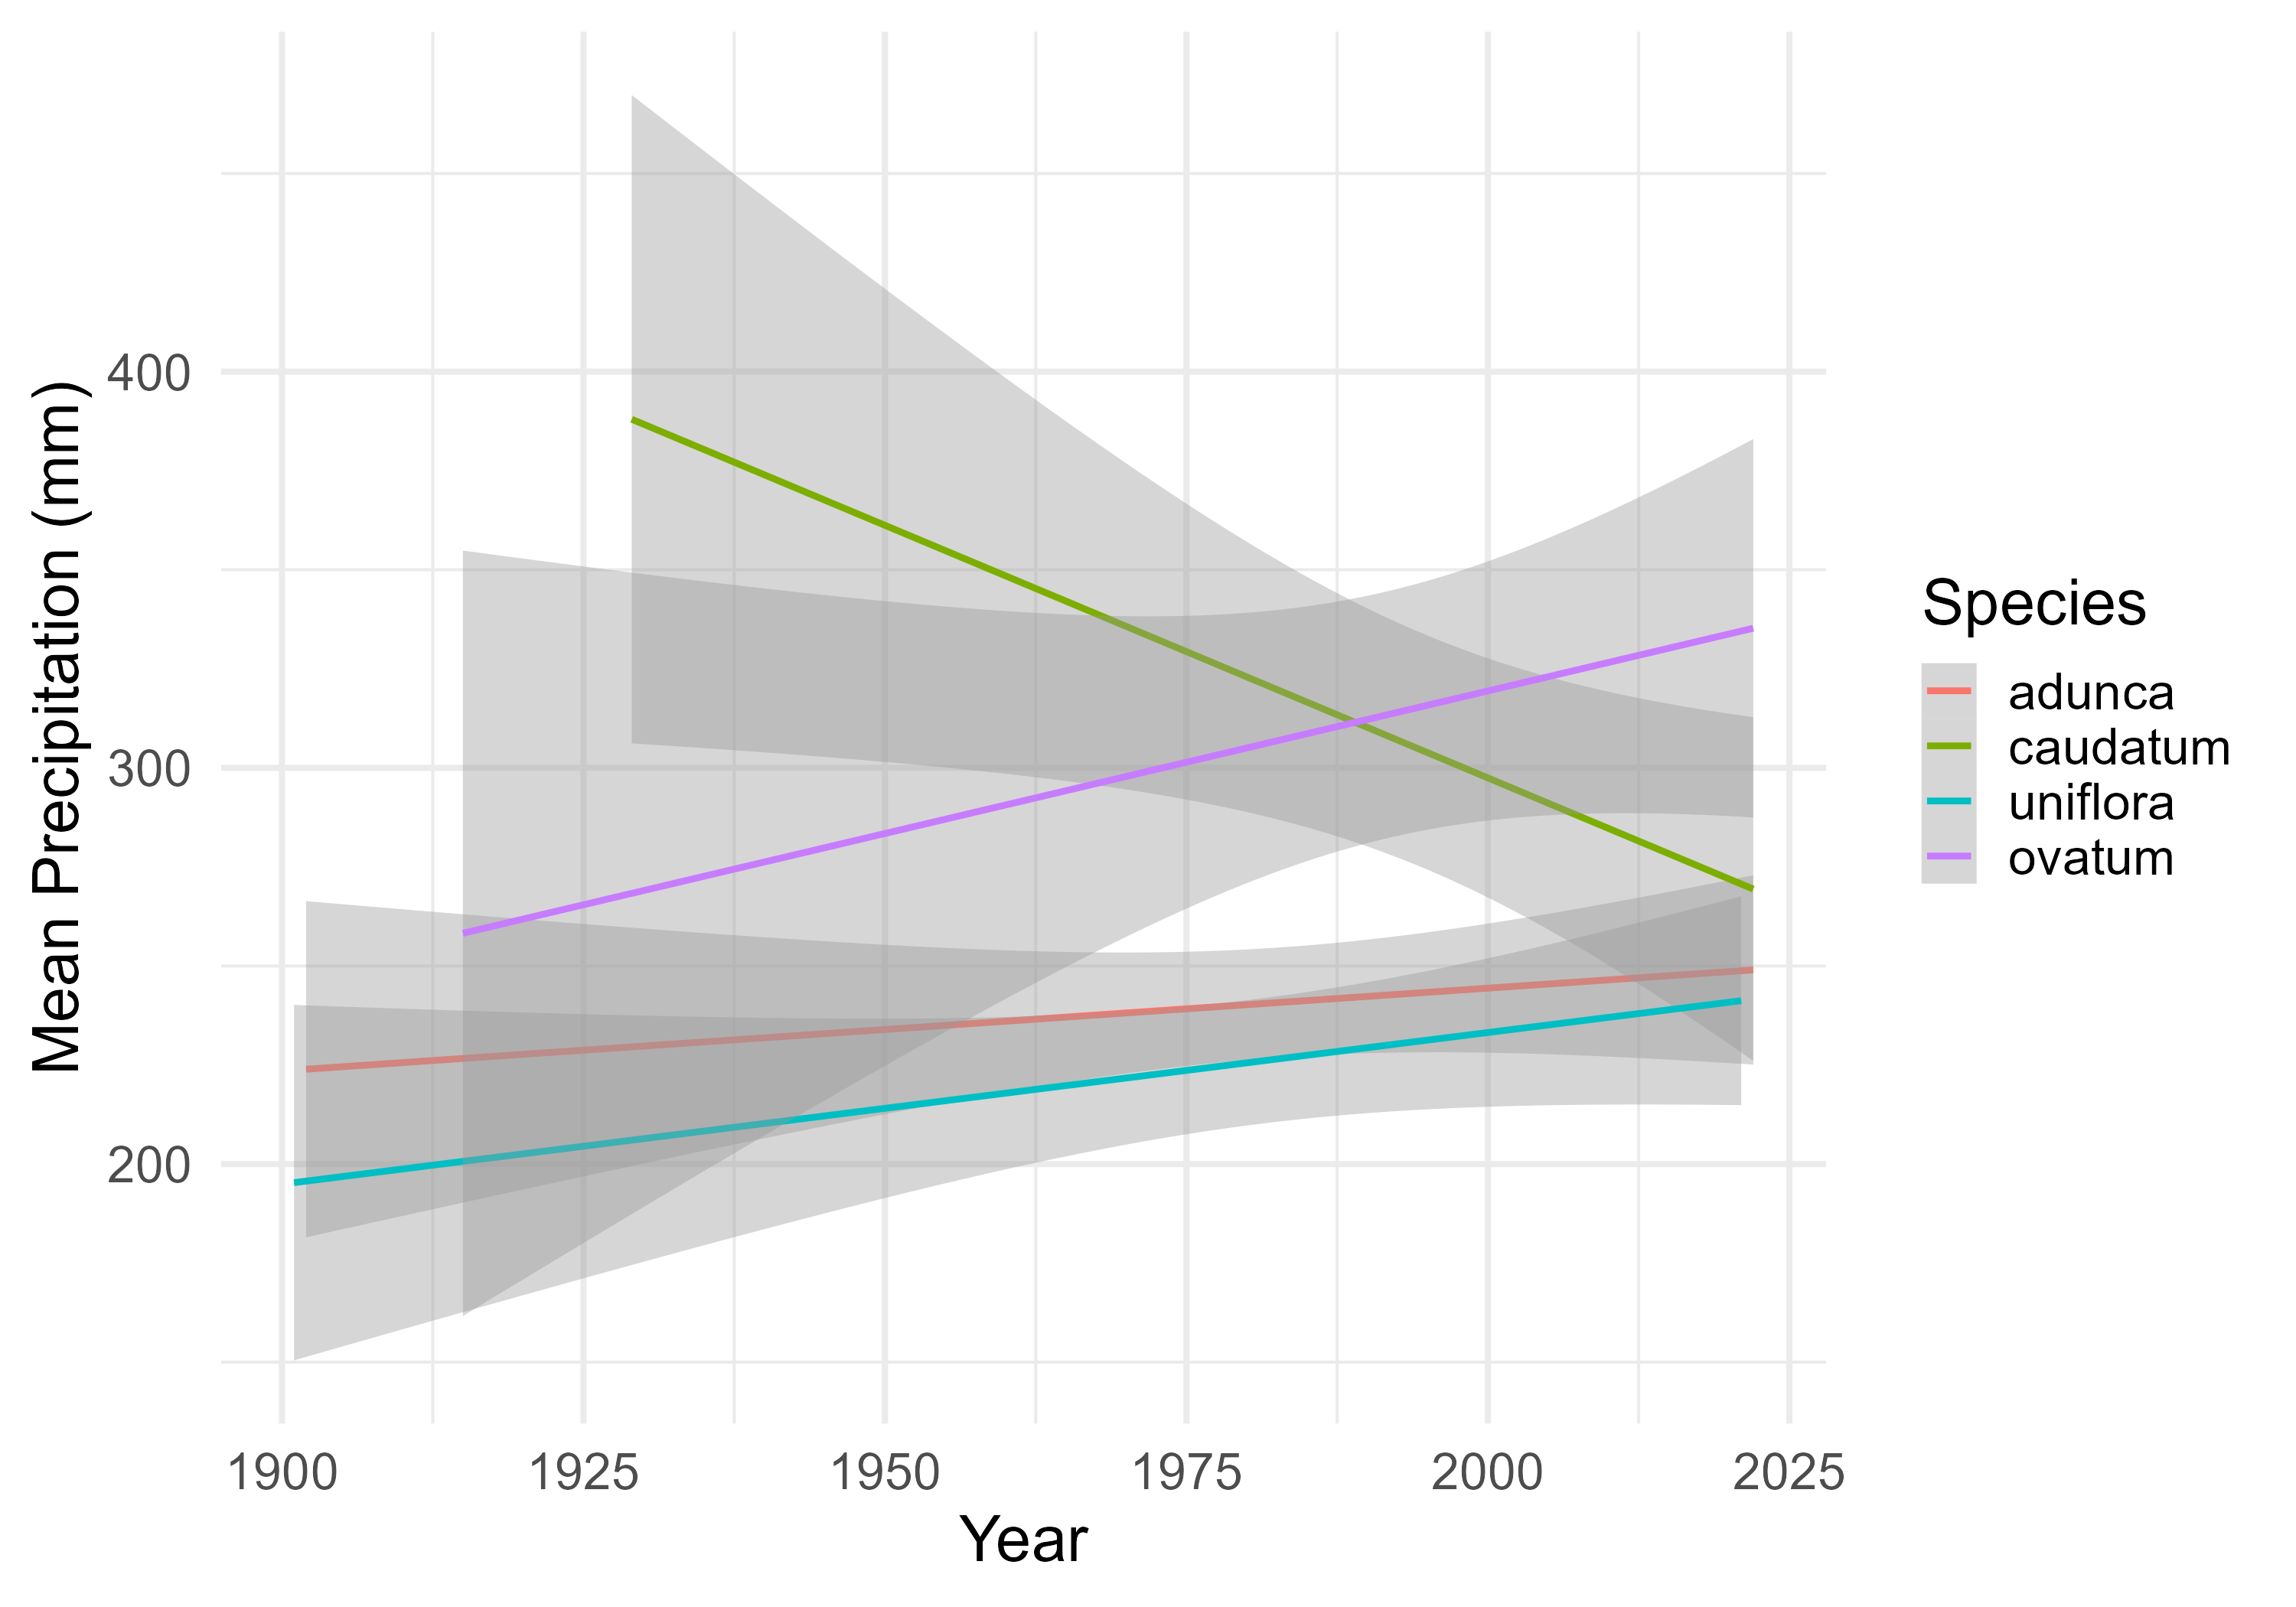 Mean Precipitation (mm)
400
300
200
1900 1925 1950 1975 2000 2025
Year
Species
adunca
caudatum
uniflora
ovatum